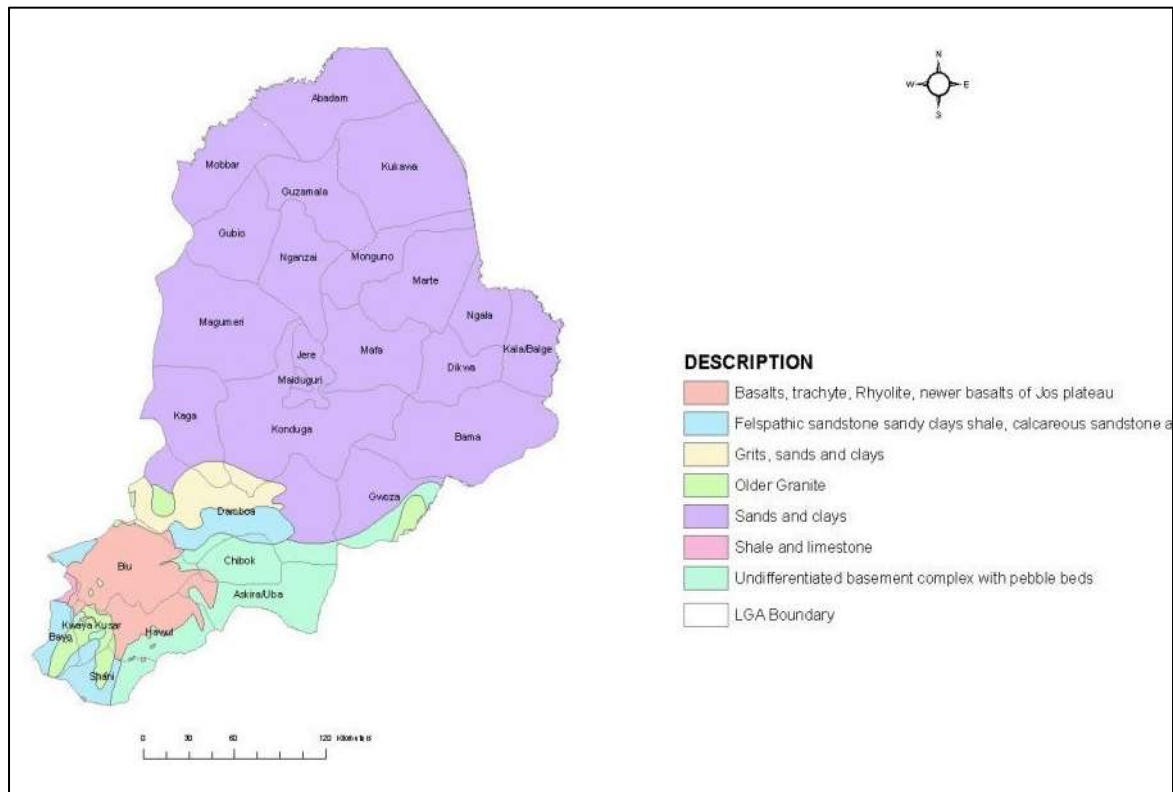 N
W E
S
Abadam
Mobbar
Kukawa
Guzamala
Gubio
Nganzai
Monguno
Marte
Ngala
Magumeri
Jere
Mafa
Kala/Balge
Dikwa
Maiduguri
Kaga
Konduga
Bama
Gwoza
Damboa
Chibok
Biu
Askira/Uba
Kwaya Kusar
Hawul
Bayo
Shani
DESCRIPTION
Basalts, trachyte, Rhyolite, newer basalts of Jos plateau
Felspathic sandstone sandy clays shale, calcareous sandstone a
Grits, sands and clays
Older Granite
Sands and clays
Shale and limestone
Undifferentiated basement complex with pebble beds
LGA Boundary
0 30 60 120 Kilometers